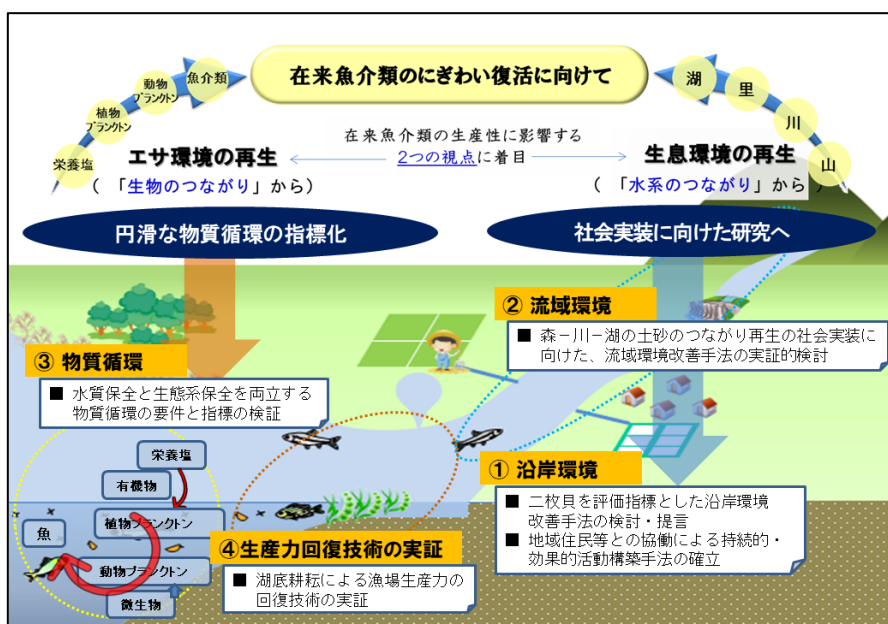 在来魚介類のにぎわい復活に向けて
魚介類
動物
プランクトン
植物
プランクトン
栄養塩
湖
里
川
山
在来魚介類の生産性に影響する
2つの視点に着目
エサ環境の再生
(「生物のつながり」から)
生息環境の再生
(「水系のつながり」から)
円滑な物質循環の指標化
社会実装に向けた研究へ
② 流域環境
■ 森-川-湖の土砂のつながり再生の社会実装に
向けた、流域環境改善手法の実証的検討
③ 物質循環
■ 水質保全と生態系保全を両立する
物質循環の要件と指標の検証
栄養塩
有機物
植物プランクトン
魚
動物プランクトン
微生物
① 沿岸環境
■ 二枚貝を評価指標とした沿岸環境
改善手法の検討・提言
■ 地域住民等との協働による持続的・
効果的活動構築手法の確立
④生産力回復技術の実証
■ 湖底耕耘による漁場生産力の
回復技術の実証